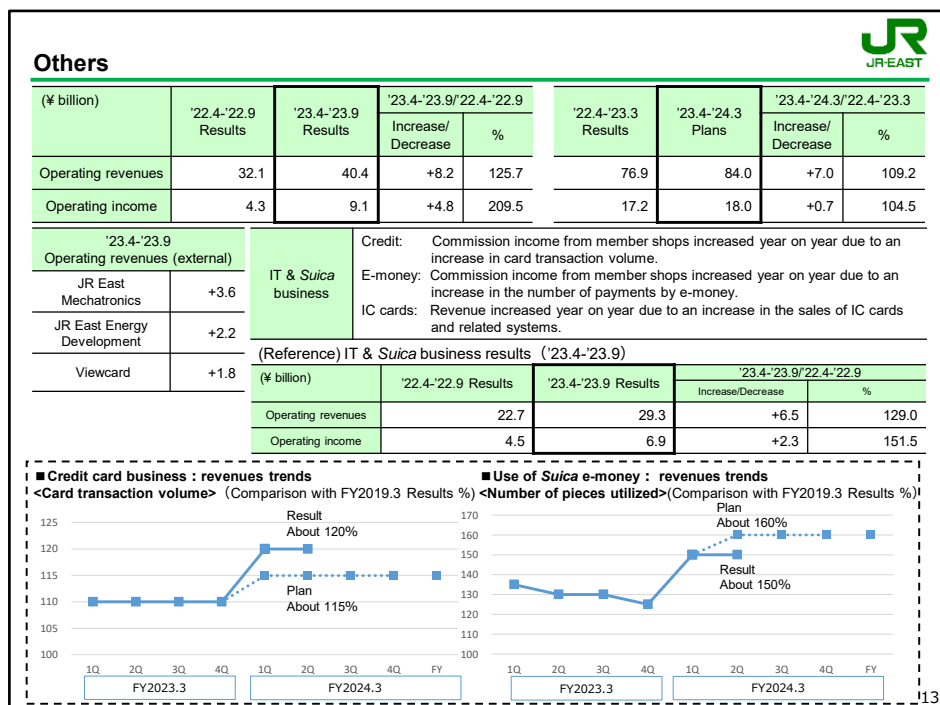 Others
JR
JR-EAST
(¥ billion)
'22.4-'22.9 Results
'23.4-'23.9 Results
'23.4-'23.9/'22.4-'22.9
Increase/ Decrease
%
'22.4-'23.3 Results
'23.4-'24.3 Plans
'23.4-'24.3/'22.4-'23.3
Increase/ Decrease
%
Operating revenues 32.1 40.4 +8.2 125.7 76.9 84.0 +7.0 109.2
Operating income 4.3 9.1 +4.8 209.5 17.2 18.0 +0.7 104.5
'23.4-'23.9
Operating revenues (external)
JR East Mechatronics +3.6
JR East Energy Development +2.2
Viewcard +1.8
IT & Suica business
Credit: Commission income from member shops increased year on year due to an
increase in card transaction volume.
E-money: Commission income from member shops increased year on year due to an
increase in the number of payments by e-money.
IC cards: Revenue increased year on year due to an increase in the sales of IC cards
and related systems.
(Reference) IT & Suica business results（'23.4-'23.9）
(¥ billion)
'22.4-'22.9 Results
'23.4-'23.9 Results
'23.4-'23.9/'22.4-'22.9
Increase/Decrease
%
Operating revenues 22.7 29.3 +6.5 129.0
Operating income 4.5 6.9 +2.3 151.5
■Credit card business：revenues trends
<Card transaction volume>（Comparison with FY2019.3 Results %）
125
120
115
110
105
100
Result
About 120%
Plan
About 115%
1Q 2Q 3Q 4Q 1Q 2Q 3Q 4Q FY
FY2023.3 FY2024.3
■Use of Suica e-money：revenues trends
<Number of pieces utilized>(Comparison with FY2019.3 Results %）
170
160
150
140
130
120
110
100
Plan
About 160%
Result
About 150%
1Q 2Q 3Q 4Q 1Q 2Q 3Q 4Q FY
FY2023.3 FY2024.3
13